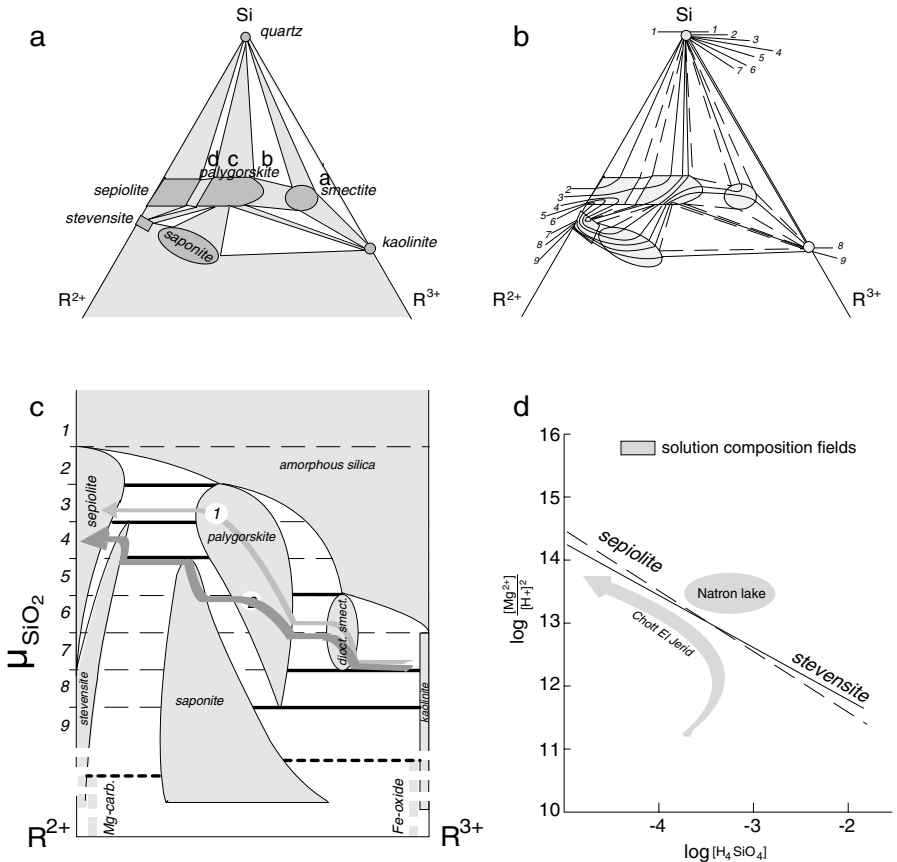 a
Si
quartz
d c b
palygorskite
a
sepiolite
smectite
stevensite
saponite
kaolinite
R2+
R3+
b
Si
1 1
2
3
4
5
6
7
2
3
4
5
6
7
8
9
8
9
R2+
R3+
c
μSiO2
1
2
3
4
5
6
7
8
9
amorphous silica
sepiolite
1
palygorskite
2
dioct. smect.
stevensite
saponite
kaolinite
Mg-carb.
Fe-oxide
R2+
R3+
d
16
15
14
13
12
11
10
solution composition fields
sepiolite
Natron lake
Chott El Jerid
stevensite
log [Mg2+]
[H+]2
-4 -3 -2
log [H4SiO4]